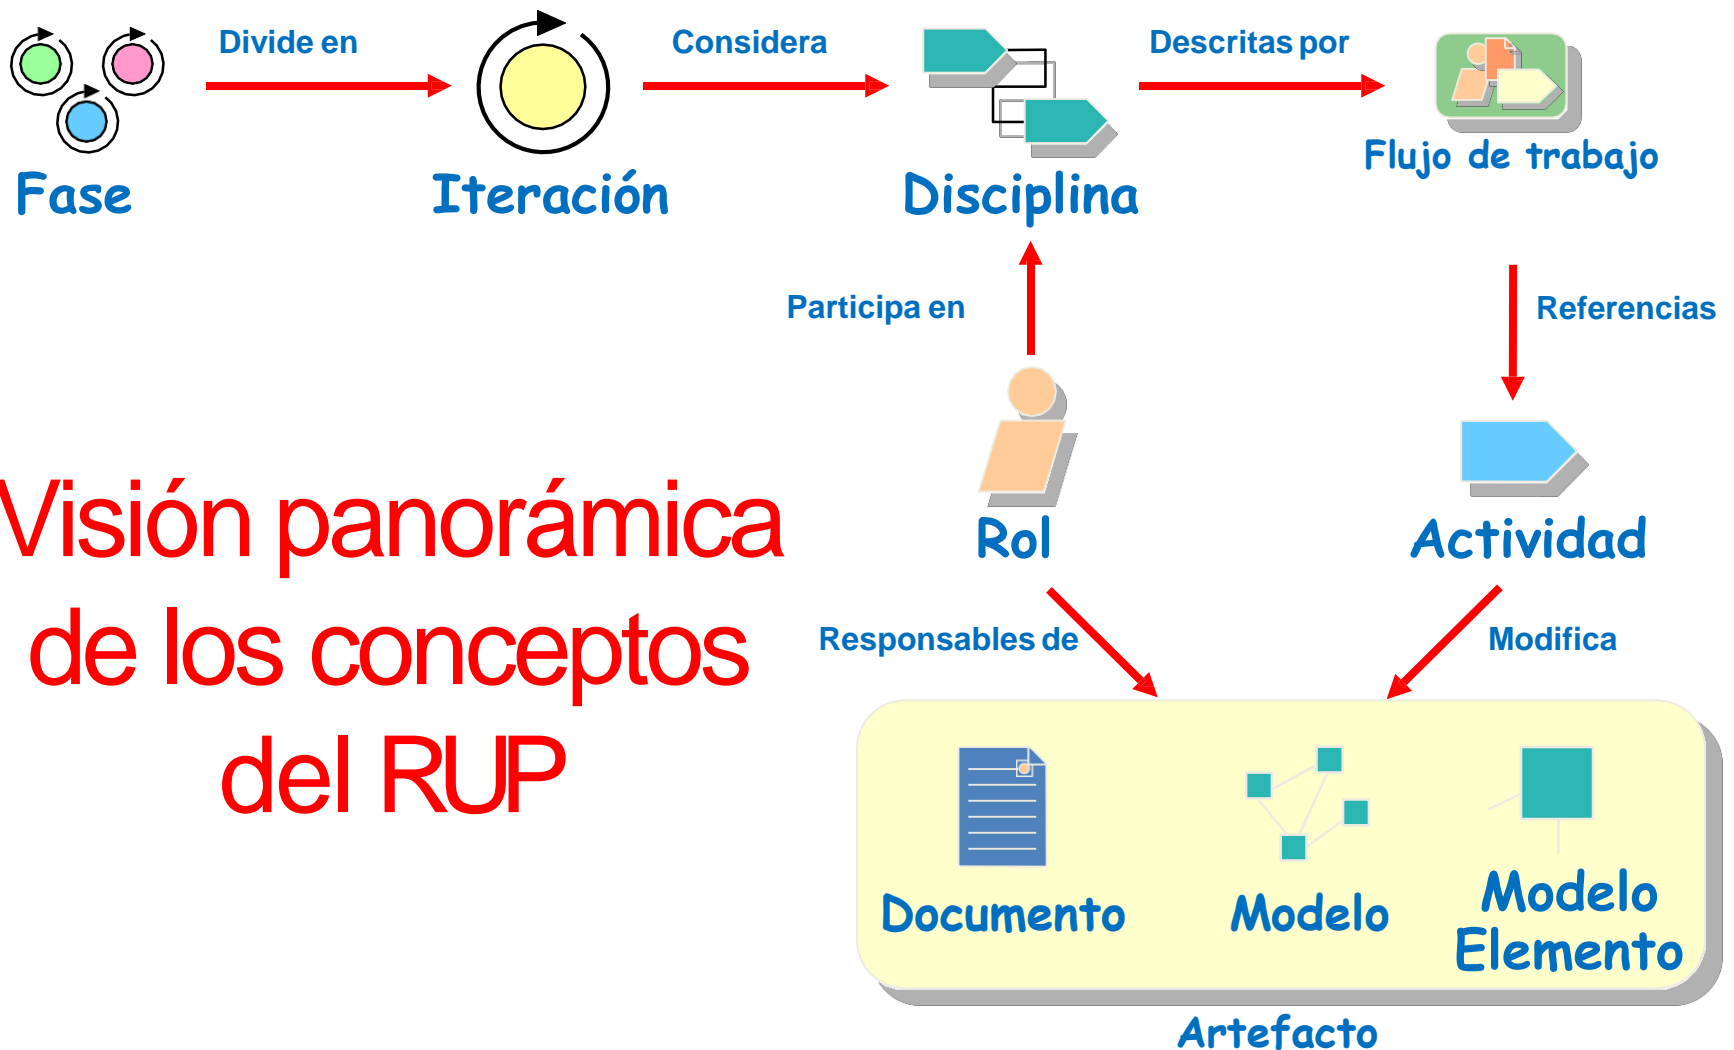 Divide en
Considera
Descritas por
Fase
Iteración
Disciplina
Flujo de trabajo
Participa en
Referencias
Rol
Actividad
Visión panorámica
de los conceptos
del RUP
Responsables de
Modifica
Documento
Modelo
Modelo
Elemento
Artefacto